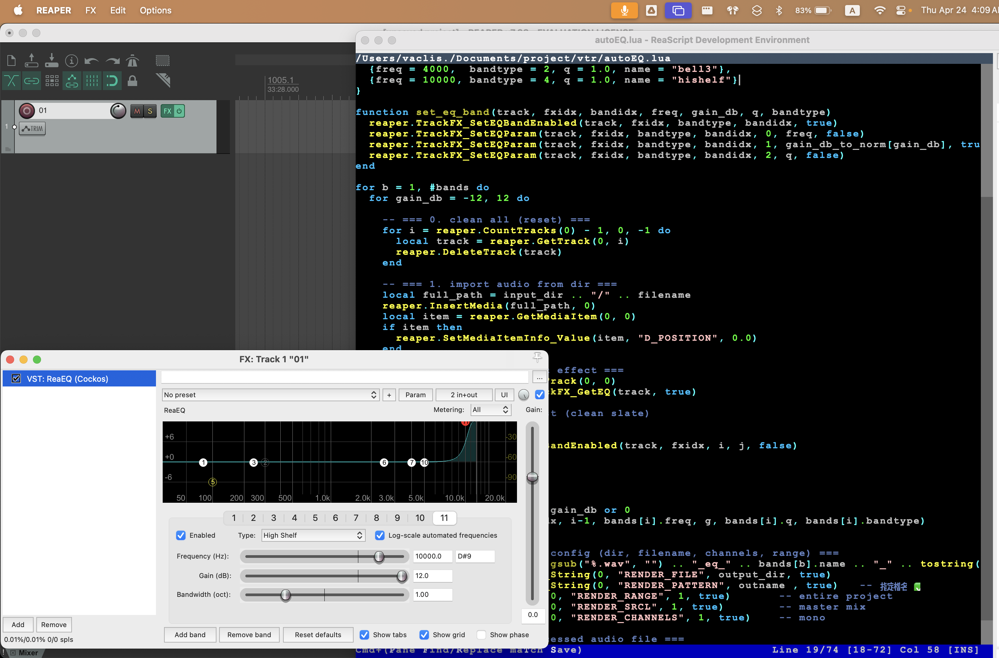 REAPER FX Edit Options
83% A Thu Apr 24 4:09A
autoEQ.lua - ReaScript Development Environment
1005.1
33:28.000
1
01
M S FX
TRIM
/Users/vaclis./Documents/project/vtr/autoEQ.lua
{freq = 4000, bandtype = 2, q = 1.0, name = "bell3"},
{freq = 10000, bandtype = 4, q = 1.0, name = "hishelf"}
}
function set_eq_band(track, fxidx, bandidx, freq, gain_db, q, bandtype)
reaper.TrackFX_SetEQBandEnabled(track, fxidx, bandtype, bandidx, true)
reaper.TrackFX_SetEQParam(track, fxidx, bandtype, bandidx, 0, freq, false)
reaper.TrackFX_SetEQParam(track, fxidx, bandtype, bandidx, 1, gain_db_to_norm[gain_db], tru
reaper.TrackFX_SetEQParam(track, fxidx, bandtype, bandidx, 2, q, false)
end
for b = 1, #bands do
for gain_db = -12, 12 do
-- === 0. clean all (reset) ===
for i = reaper.CountTracks(0) - 1, 0, -1 do
local track = reaper.GetTrack(0, i)
reaper.DeleteTrack(track)
end
-- === 1. import audio from dir ===
local full_path = input_dir .. "/" .. filename
reaper.InsertMedia(full_path, 0)
local item = reaper.GetMediaItem(0, 0)
if item then
reaper.SetMediaItemInfo_Value(item, "D_POSITION", 0.0)
end
effect ===
rack(0, 0)
kFX_GetEQ(track, true)
t (clean slate)
andEnabled(track, fxidx, i, j, false)
gain_db or 0
x, i-1, bands[i].freq, g, bands[i].q, bands[i].bandtype)
config (dir, filename, channels, range) ===
gsub("%.wav", "") .. "_eq_" .. bands[b].name .. "_" .. tostring(
_String(0, "RENDER_FILE", output_dir, true)
_String(0, "RENDER_PATTERN", outname , true) -- 指定檔名
0, "RENDER_RANGE", 1, true) -- entire project
0, "RENDER_SRCL", 1, true) -- master mix
0, "RENDER_CHANNELS", 1, true) -- mono
essed audio file ===
Cmd+(Pane Find/Replace maTch Save) Line 19/74 [18-72] Col 58 [INS]
FX: Track 1 "01"
VST: ReaEQ (Cockos)
...
No preset + Param 2 in+out UI
ReaEQ Metering: All Gain:
+6 -30
+0 -60
-6 -90
1 3 2 6 7 10 11
5
50 100 200 300 500 1.0k 2.0k 3.0k 5.0k 10.0k 20.0k
1 2 3 4 5 6 7 8 9 10 11
Enabled Type: High Shelf Log-scale automated frequencies
Frequency (Hz): 10000.0 D#9
Gain (dB): 12.0
Bandwidth (oct): 1.00
0.0
Add Remove
Add band Remove band Reset defaults Show tabs Show grid Show phase
0.01%/0.01% 0/0 spls
! Mixer